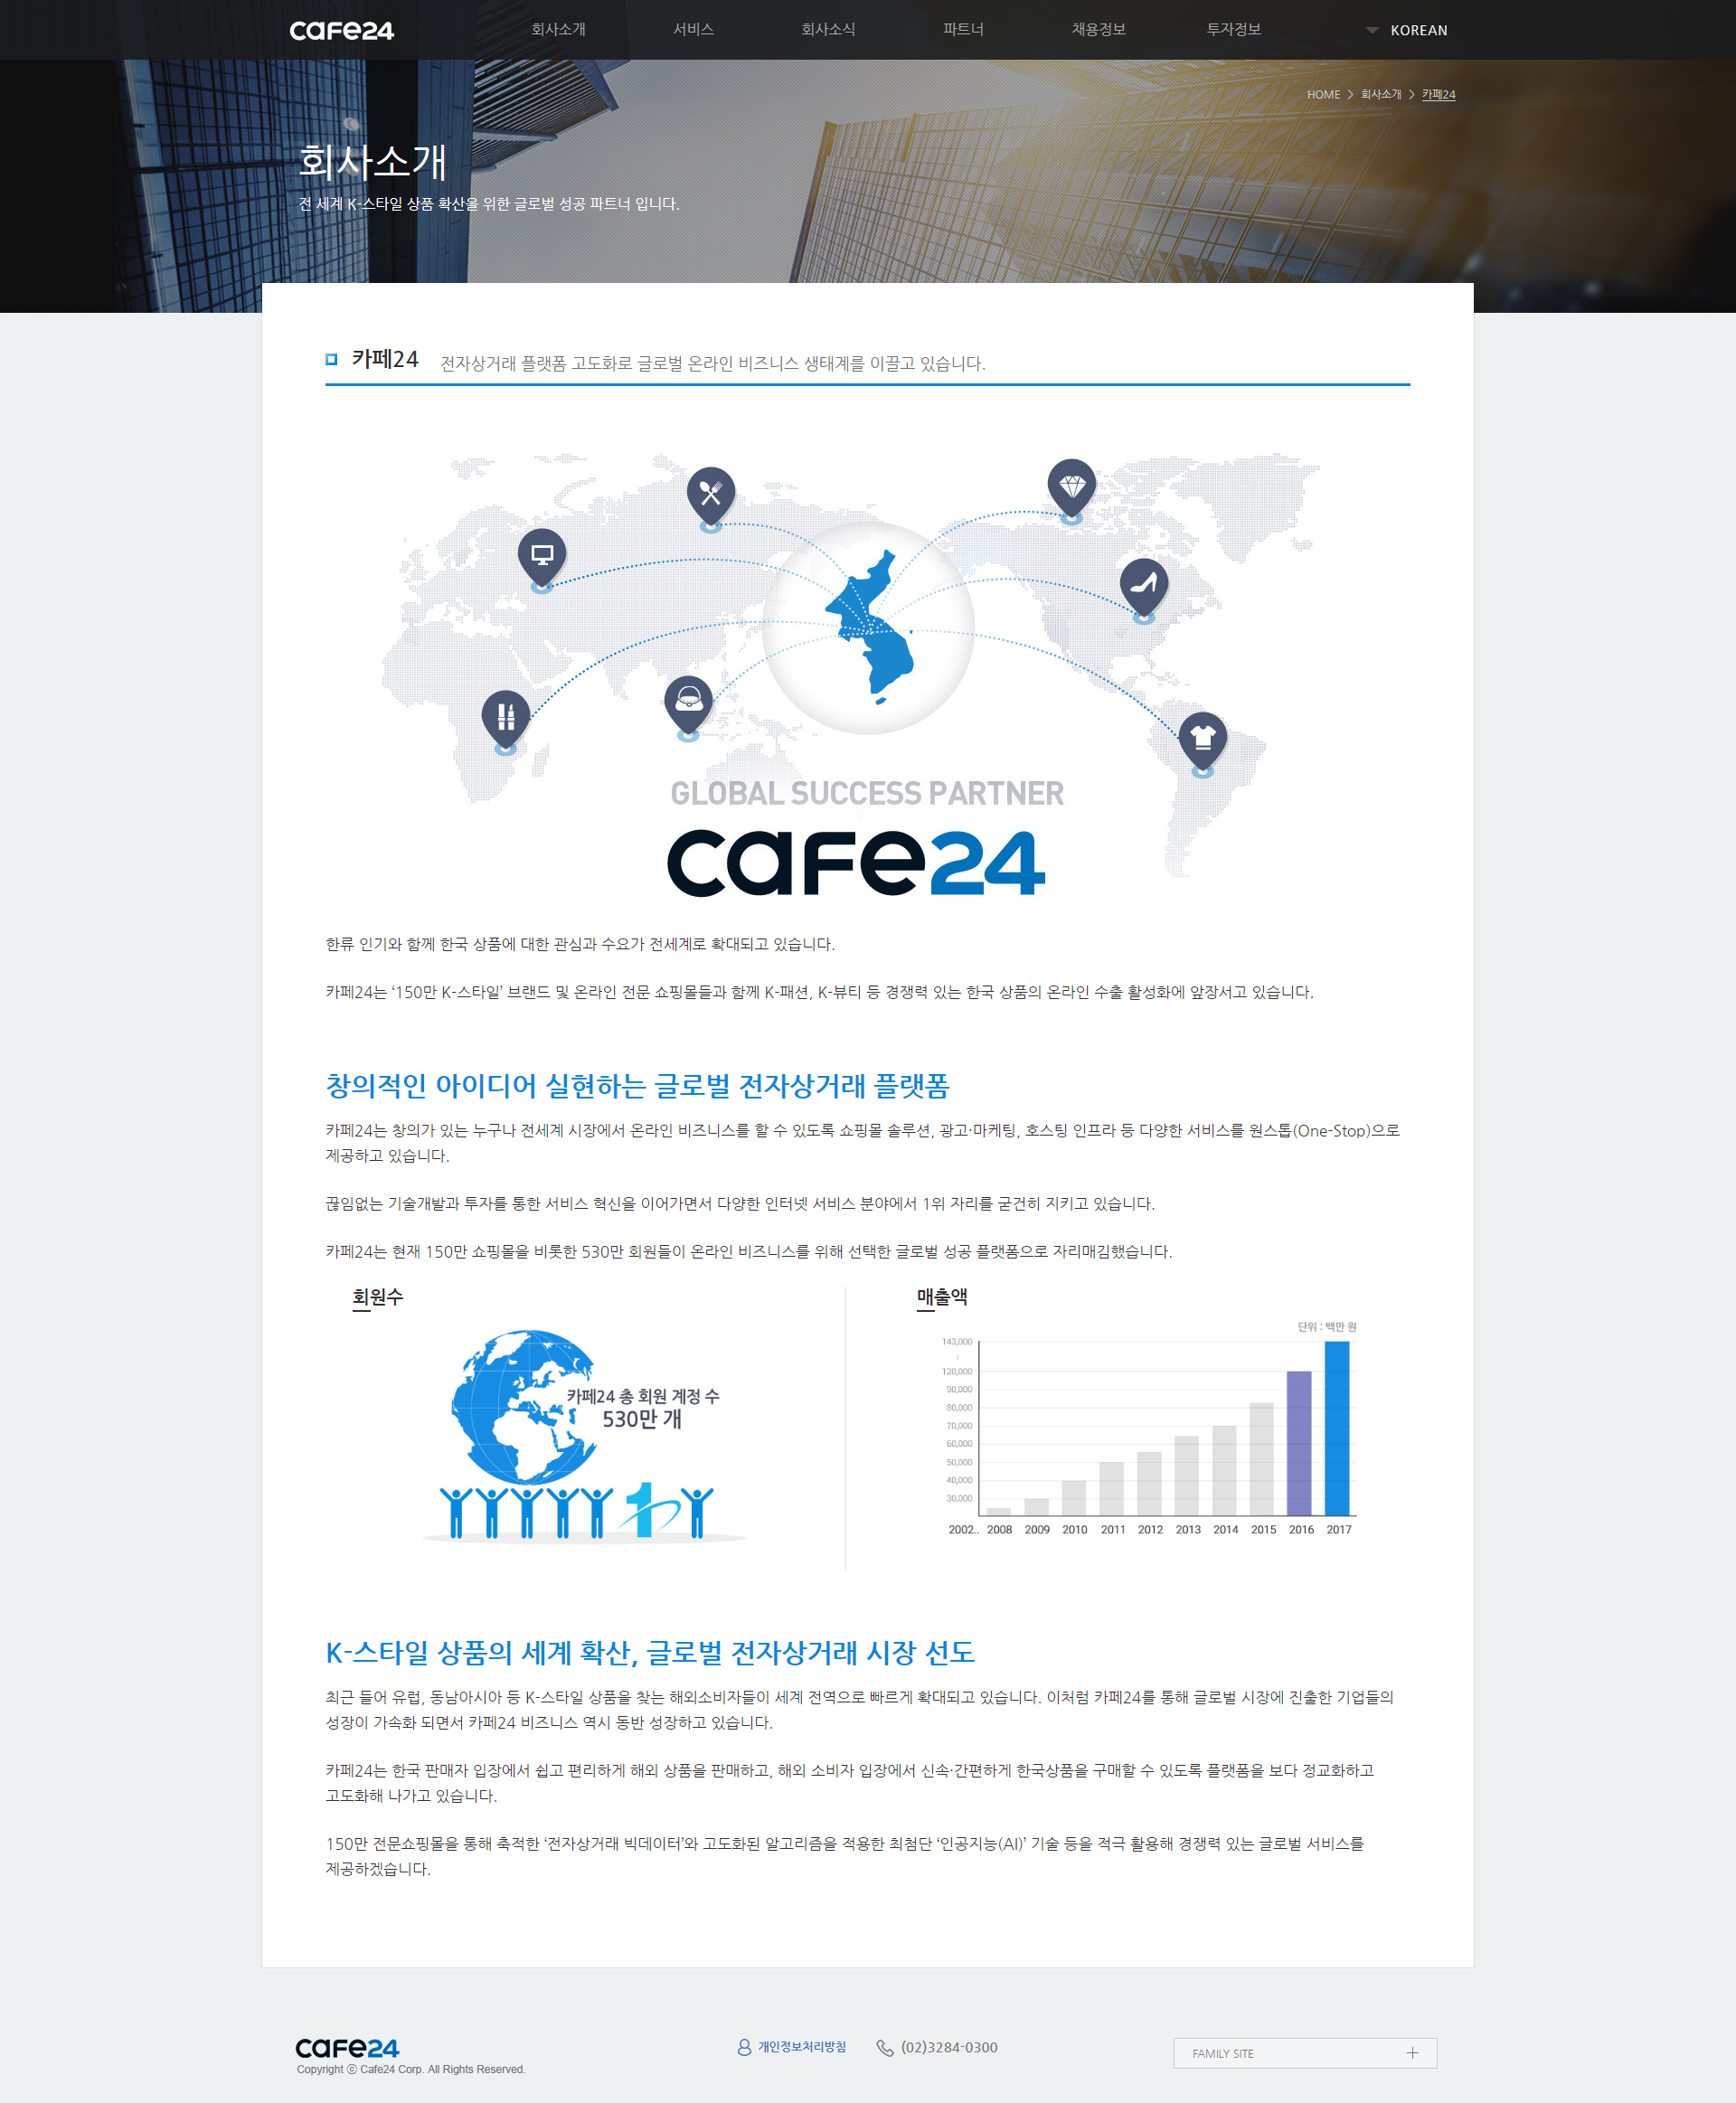 cafe24
회사소개 서비스 회사소식 파트너 채용정보 투자정보 KOREAN
HOME > 회사소개 > 카페24
회사소개
전 세계 K-스타일 상품 확산을 위한 글로벌 성공 파트너 입니다.
카페24 전자상거래 플랫폼 고도화로 글로벌 온라인 비즈니스 생태계를 이끌고 있습니다.
GLOBAL SUCCESS PARTNER
cafe24
한류 인기와 함께 한국 상품에 대한 관심과 수요가 전세계로 확대되고 있습니다.
카페24는 ‘150만 K-스타일’ 브랜드 및 온라인 전문 쇼핑몰들과 함께 K-패션, K-뷰티 등 경쟁력 있는 한국 상품의 온라인 수출 활성화에 앞장서고 있습니다.
창의적인 아이디어 실현하는 글로벌 전자상거래 플랫폼
카페24는 창의가 있는 누구나 전세계 시장에서 온라인 비즈니스를 할 수 있도록 쇼핑몰 솔루션, 광고·마케팅, 호스팅 인프라 등 다양한 서비스를 원스톱(One-Stop)으로
제공하고 있습니다.
끊임없는 기술개발과 투자를 통한 서비스 혁신을 이어가면서 다양한 인터넷 서비스 분야에서 1위 자리를 굳건히 지키고 있습니다.
카페24는 현재 150만 쇼핑몰을 비롯한 530만 회원들이 온라인 비즈니스를 위해 선택한 글로벌 성공 플랫폼으로 자리매김했습니다.
회원수
카페24 총 회원 계정 수
530만 개
매출액
단위 : 백만 원
143,000
~
120,000
90,000
80,000
70,000
60,000
50,000
40,000
30,000
2002.. 2008 2009 2010 2011 2012 2013 2014 2015 2016 2017
K-스타일 상품의 세계 확산, 글로벌 전자상거래 시장 선도
최근 들어 유럽, 동남아시아 등 K-스타일 상품을 찾는 해외소비자들이 세계 전역으로 빠르게 확대되고 있습니다. 이처럼 카페24를 통해 글로벌 시장에 진출한 기업들의
성장이 가속화 되면서 카페24 비즈니스 역시 동반 성장하고 있습니다.
카페24는 한국 판매자 입장에서 쉽고 편리하게 해외 상품을 판매하고, 해외 소비자 입장에서 신속·간편하게 한국상품을 구매할 수 있도록 플랫폼을 보다 정교화하고
고도화해 나가고 있습니다.
150만 전문쇼핑몰을 통해 축적한 ‘전자상거래 빅데이터’와 고도화된 알고리즘을 적용한 최첨단 ‘인공지능(AI)’ 기술 등을 적극 활용해 경쟁력 있는 글로벌 서비스를
제공하겠습니다.
cafe24
Copyright ⓒ Cafe24 Corp. All Rights Reserved.
개인정보처리방침 (02)3284-0300
FAMILY SITE +